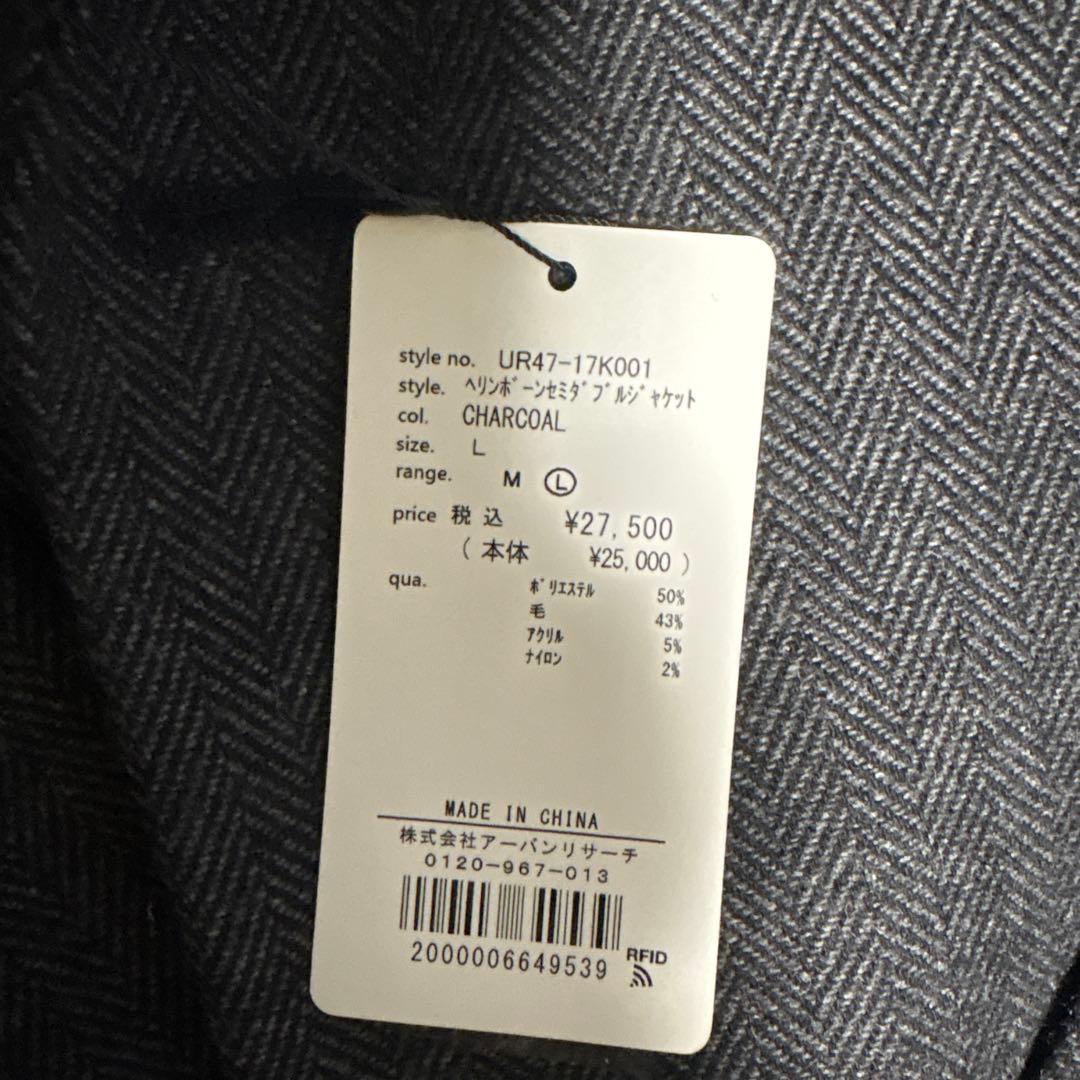 style no. UR47-17K001
style. ﾍﾘﾝﾎﾞｰﾝｾﾐﾀﾞﾌﾞﾙｼﾞｬｹｯﾄ
col. CHARCOAL
size. L
range. M Ⓛ
price 税込 ¥27,500
( 本体 ¥25,000 )
qua. ﾎﾟﾘｴｽﾃﾙ 50%
毛 43%
ｱｸﾘﾙ 5%
ﾅｲﾛﾝ 2%
MADE IN CHINA
株式会社アーバンリサーチ
0120-967-013
2000006649539 RFID